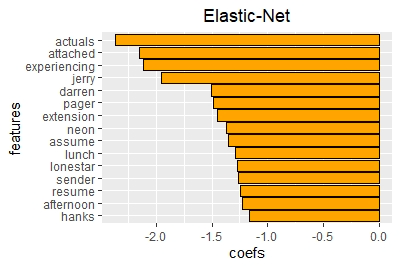 Elastic-Net
features
actuals
attached
experiencing
jerry
darren
pager
extension
neon
assume
lunch
lonestar
sender
resume
afternoon
hanks
-2.0 -1.5 -1.0 -0.5 0.0
coefs